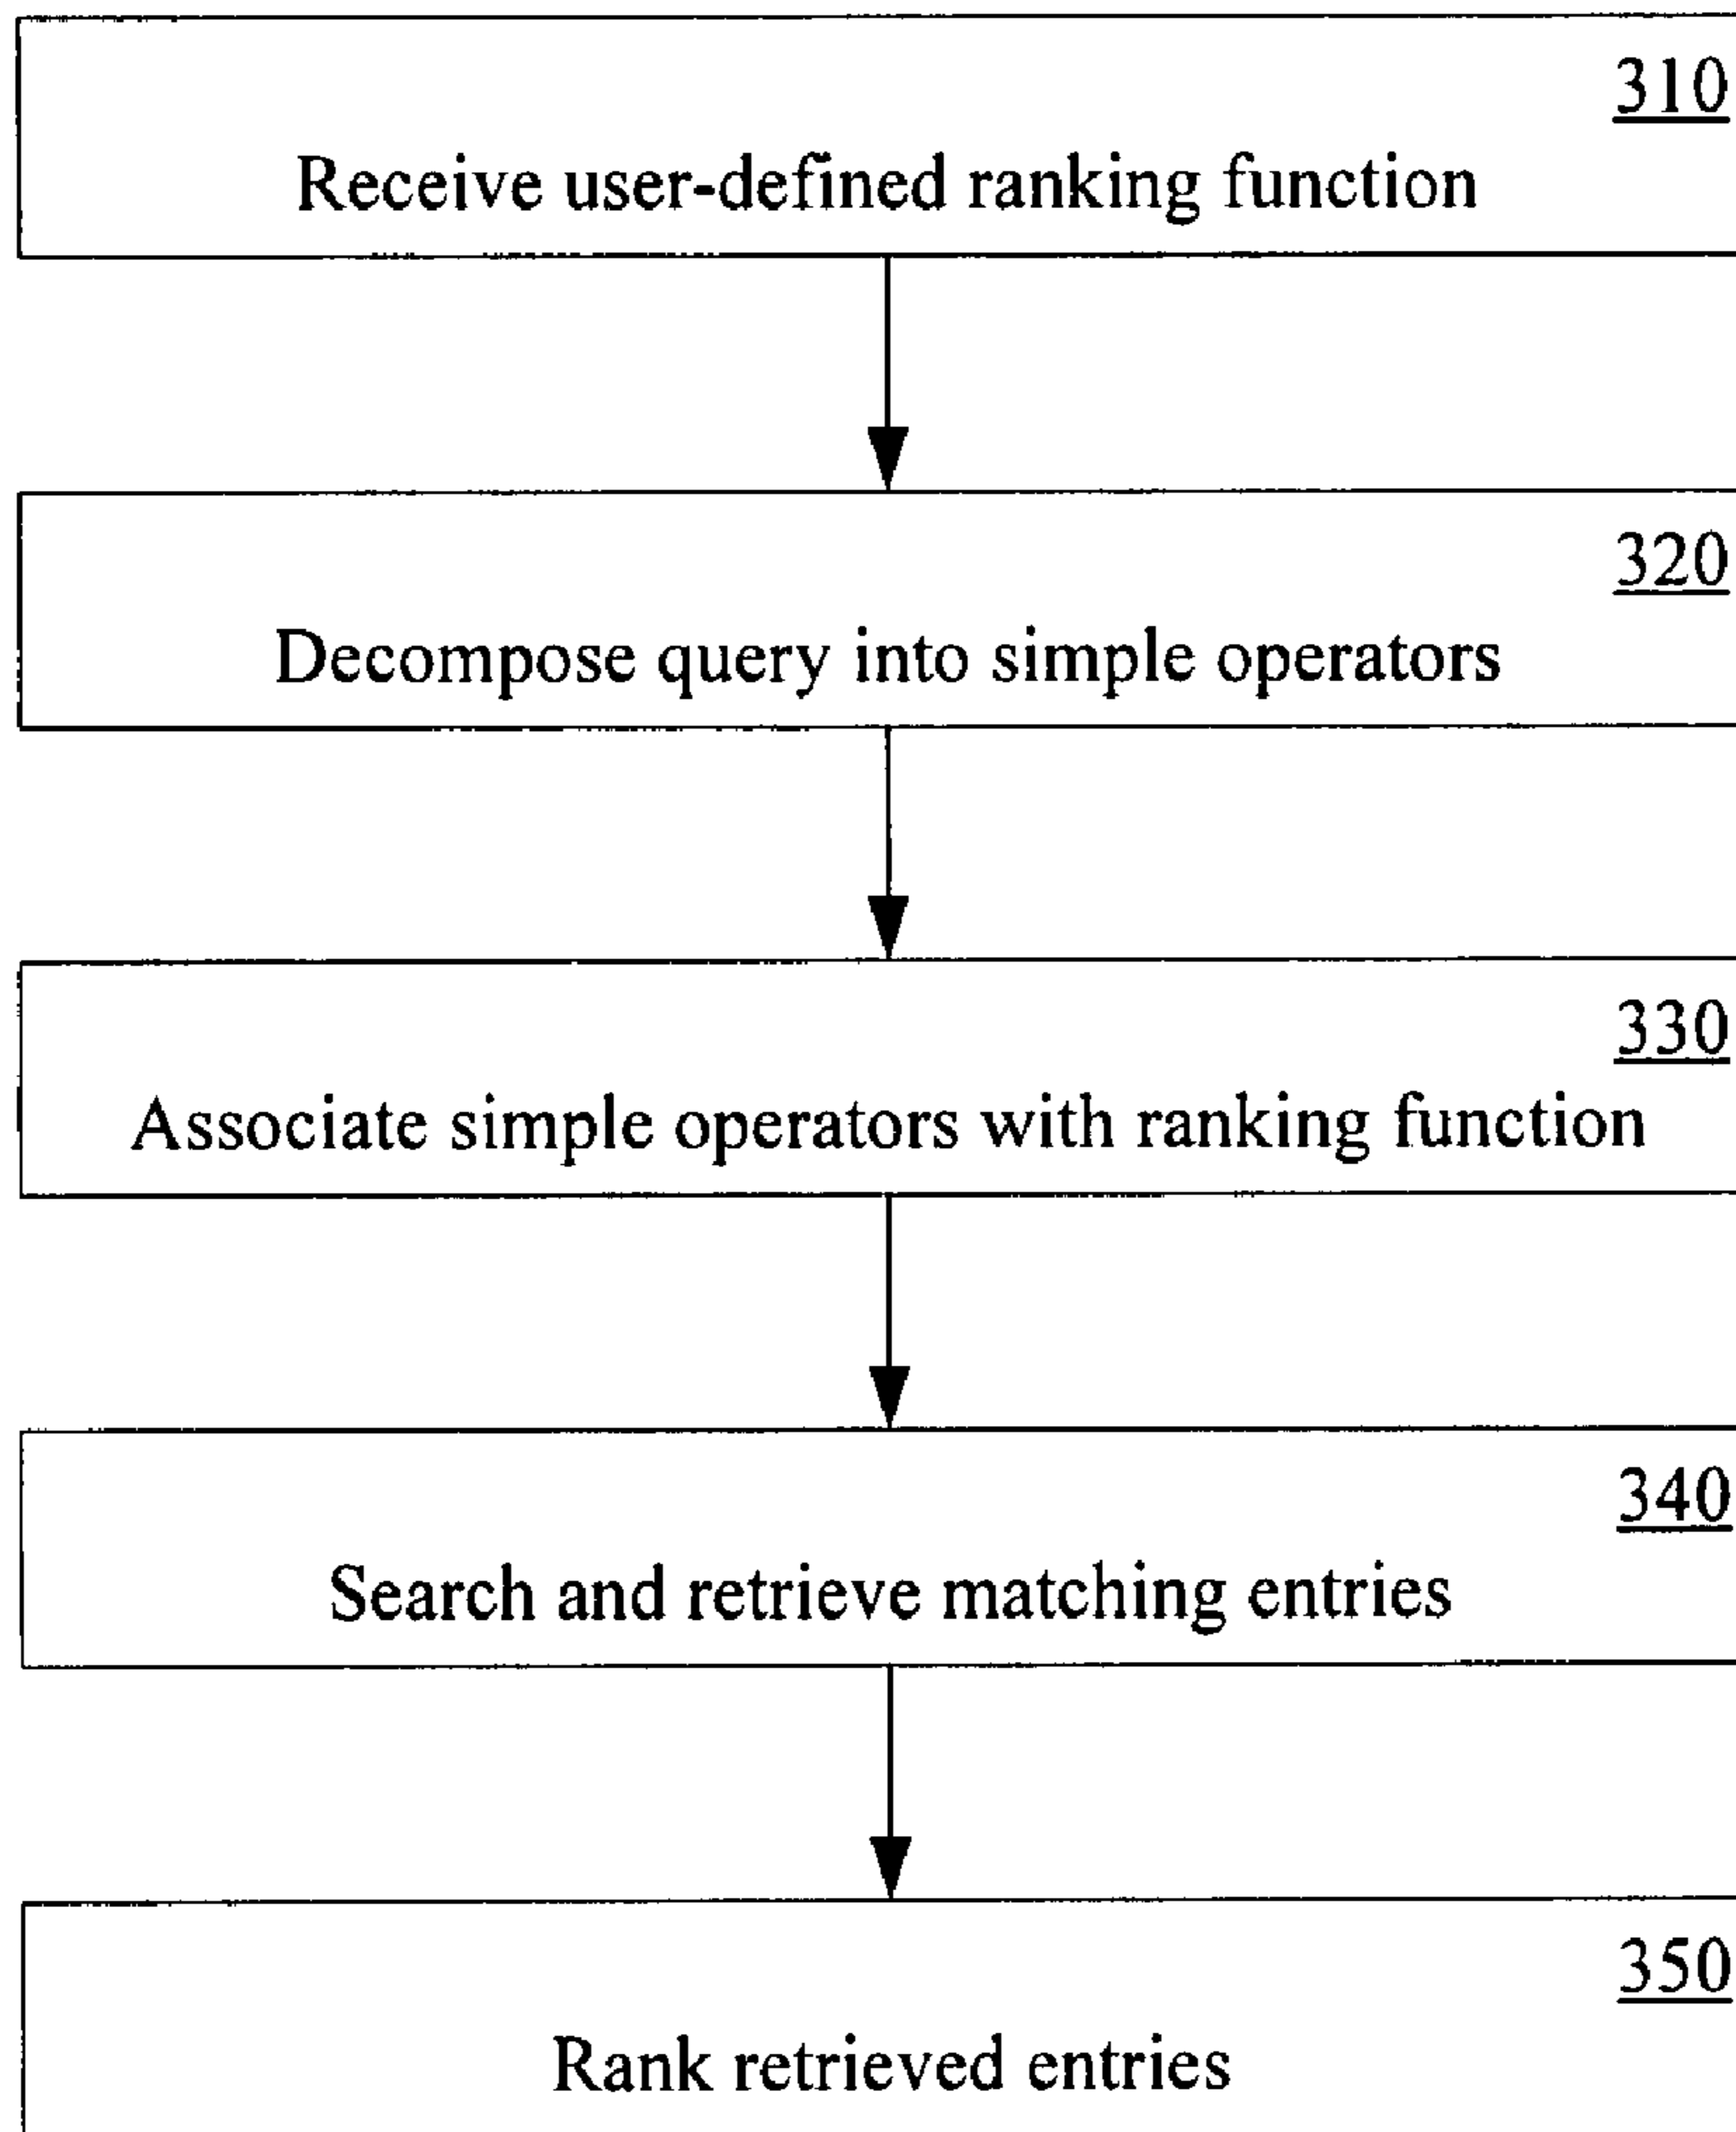 310
Receive user-defined ranking function
320
Decompose query into simple operators
330
Associate simple operators with ranking function
340
Search and retrieve matching entries
350
Rank retrieved entries